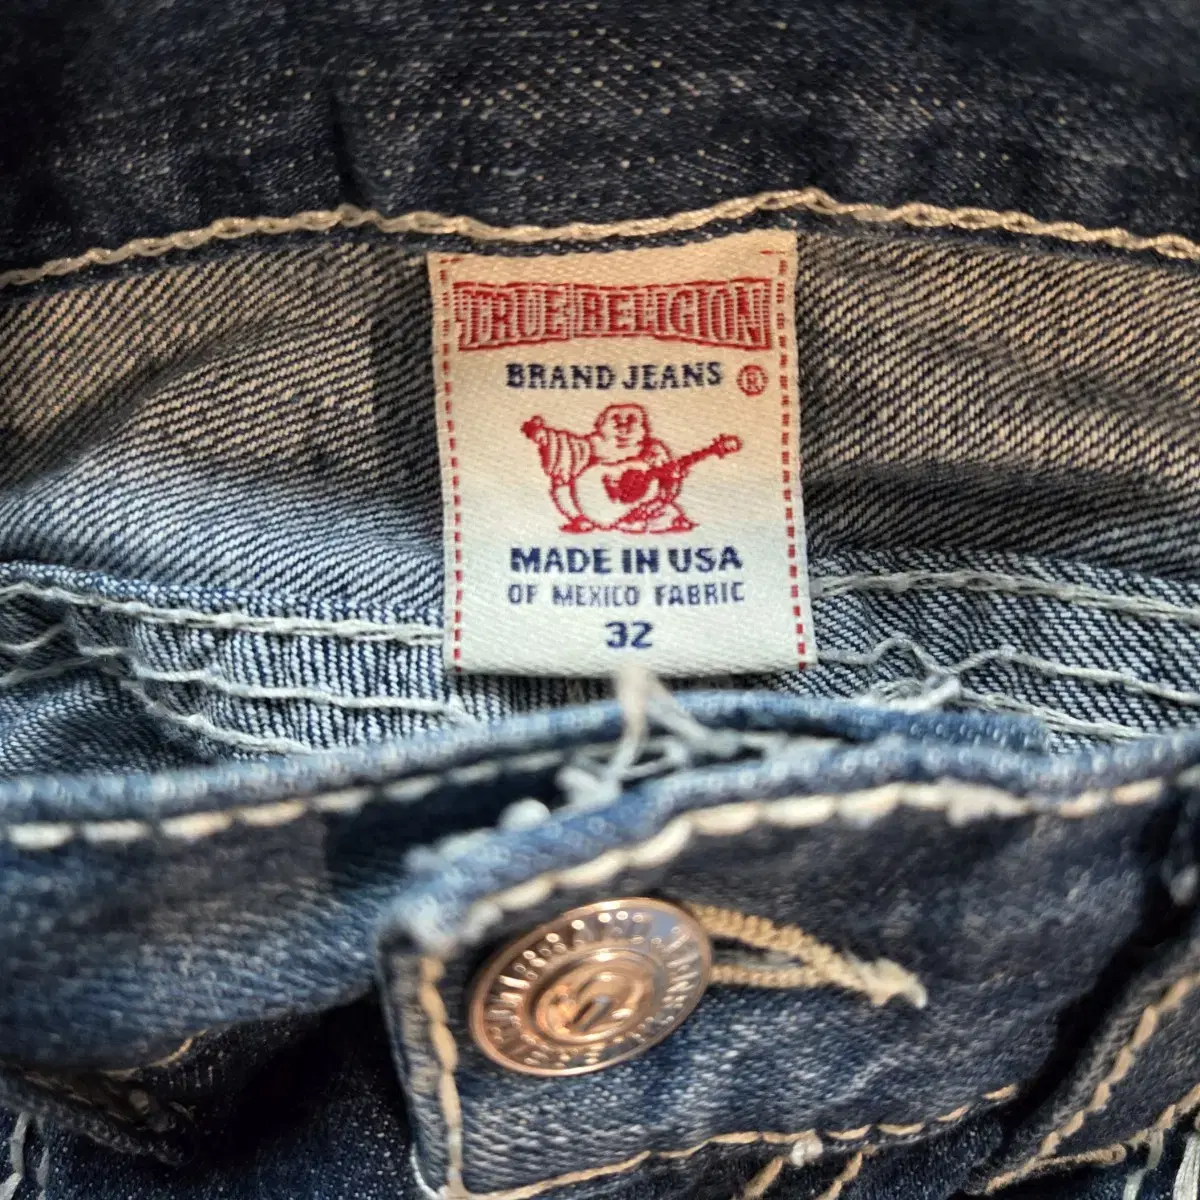 TRUE RELIGION
BRAND JEANS ®
MADE IN USA
OF MEXICO FABRIC
32